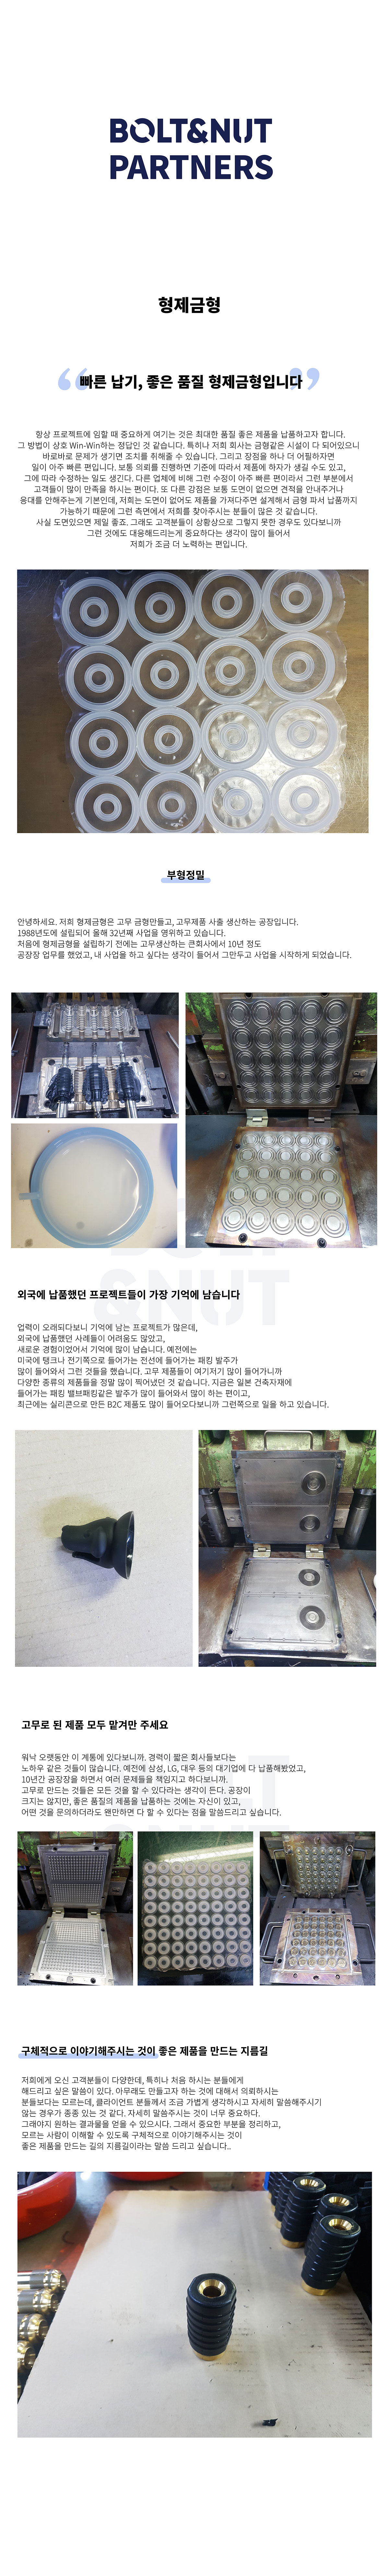 BOLT&NUT
PARTNERS
형제금형
“빠른 납기, 좋은 품질 형제금형입니다”
항상 프로젝트에 임할 때 중요하게 여기는 것은 최대한 품질 좋은 제품을 납품하고자 합니다.
그 방법이 상호 Win-Win하는 정답인 것 같습니다. 특히나 저희 회사는 금형같은 시설이 다 되어있으니
바로바로 문제가 생기면 조치를 취해줄 수 있습니다. 그리고 장점을 하나 더 어필하자면
일이 아주 빠른 편입니다. 보통 의뢰를 진행하면 기준에 따라서 제품에 하자가 생길 수도 있고,
그에 따라 수정하는 일도 생긴다. 다른 업체에 비해 그런 수정이 아주 빠른 편이라서 그런 부분에서
고객들이 많이 만족을 하시는 편이다. 또 다른 강점은 보통 도면이 없으면 견적을 안내주거나
응대를 안해주는게 기본인데, 저희는 도면이 없어도 제품을 가져다주면 설계해서 금형 파서 납품까지
가능하기 때문에 그런 측면에서 저희를 찾아주시는 분들이 많은 것 같습니다.
사실 도면있으면 제일 좋죠. 그래도 고객분들이 상황상으로 그렇지 못한 경우도 있다보니까
그런 것에도 대응해드리는게 중요하다는 생각이 많이 들어서
저희가 조금 더 노력하는 편입니다.
부형정밀
안녕하세요. 저희 형제금형은 고무 금형만들고, 고무제품 사출 생산하는 공장입니다.
1988년도에 설립되어 올해 32년째 사업을 영위하고 있습니다.
처음에 형제금형을 설립하기 전에는 고무생산하는 큰회사에서 10년 정도
공장장 업무를 했었고, 내 사업을 하고 싶다는 생각이 들어서 그만두고 사업을 시작하게 되었습니다.
BOLT
&NUT
외국에 납품했던 프로젝트들이 가장 기억에 남습니다
업력이 오래되다보니 기억에 남는 프로젝트가 많은데,
외국에 납품했던 사례들이 어려움도 많았고,
새로운 경험이었어서 기억에 많이 남습니다. 예전에는
미국에 탱크나 전기쪽으로 들어가는 전선에 들어가는 패킹 발주가
많이 들어와서 그런 것들을 했습니다. 고무 제품들이 여기저기 많이 들어가니까
다양한 종류의 제품들을 정말 많이 찍어냈던 것 같습니다. 지금은 일본 건축자재에
들어가는 패킹 밸브패킹같은 발주가 많이 들어와서 많이 하는 편이고,
최근에는 실리콘으로 만든 B2C 제품도 많이 들어오다보니까 그런쪽으로 일을 하고 있습니다.
고무로 된 제품 모두 맡겨만 주세요
워낙 오랫동안 이 계통에 있다보니까. 경력이 짧은 회사들보다는
노하우 같은 것들이 많습니다. 예전에 삼성, LG, 대우 등의 대기업에 다 납품해봤었고,
10년간 공장장을 하면서 여러 문제들을 책임지고 하다보니까.
고무로 만드는 것들은 모든 것을 할 수 있다라는 생각이 든다. 공장이
크지는 않지만, 좋은 품질의 제품을 납품하는 것에는 자신이 있고,
어떤 것을 문의하더라도 왠만하면 다 할 수 있다는 점을 말씀드리고 싶습니다.
구체적으로 이야기해주시는 것이 좋은 제품을 만드는 지름길
저희에게 오신 고객분들이 다양한데, 특히나 처음 하시는 분들에게
해드리고 싶은 말씀이 있다. 아무래도 만들고자 하는 것에 대해서 의뢰하시는
분들보다는 모르는데, 클라이언트 분들께서 조금 가볍게 생각하시고 자세히 말씀해주시기
않는 경우가 종종 있는 것 같다. 자세히 말씀주시는 것이 너무 중요하다.
그래야지 원하는 결과물을 얻을 수 있으시다. 그래서 중요한 부분을 정리하고,
모르는 사람이 이해할 수 있도록 구체적으로 이야기해주시는 것이
좋은 제품을 만드는 길의 지름길이라는 말씀 드리고 싶습니다..